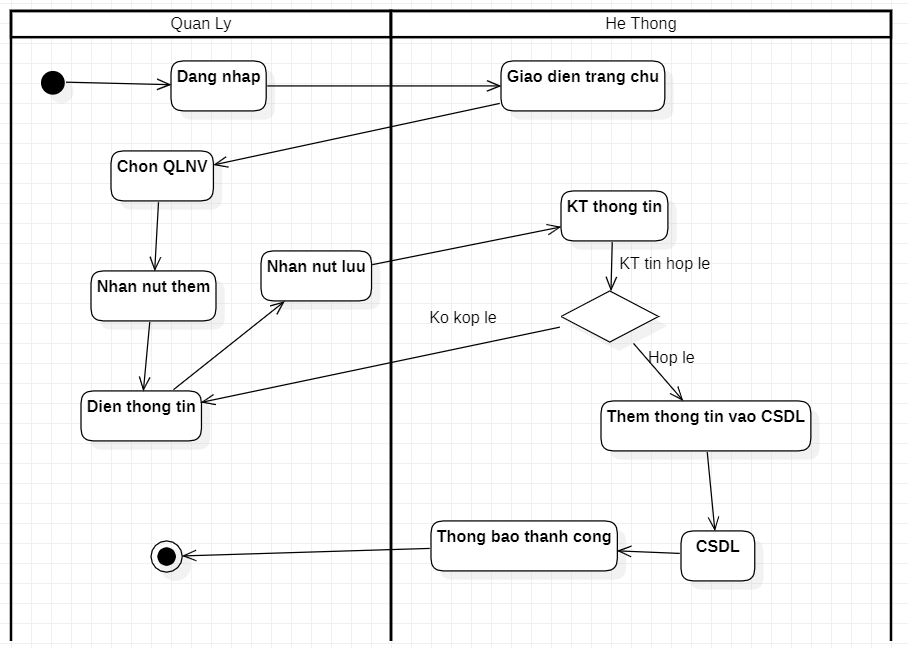 Quan Ly
He Thong
Dang nhap
Giao dien trang chu
Chon QLNV
KT thong tin
Nhan nut luu
KT tin hop le
Nhan nut them
Ko kop le
Hop le
Dien thong tin
Them thong tin vao CSDL
Thong bao thanh cong
CSDL